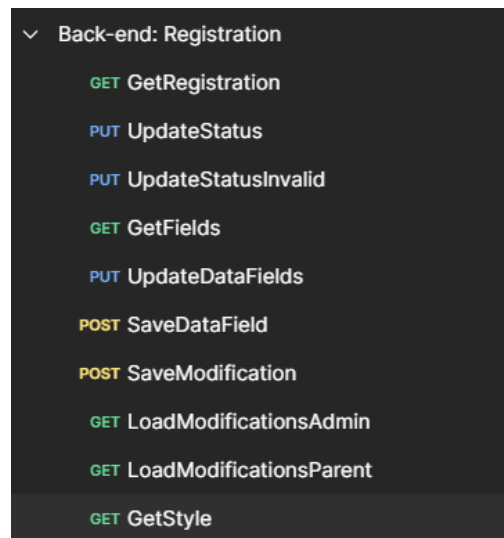 Back-end: Registration
GET GetRegistration
PUT UpdateStatus
PUT UpdateStatusInvalid
GET GetFields
PUT UpdateDataFields
POST SaveDataField
POST SaveModification
GET LoadModificationsAdmin
GET LoadModificationsParent
GET GetStyle